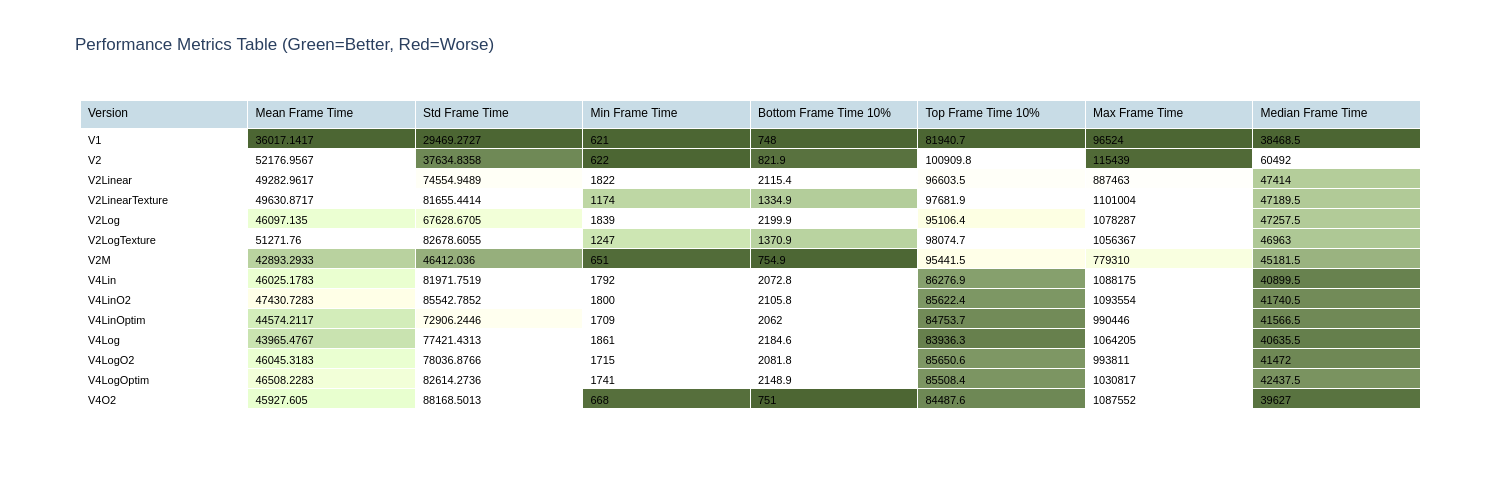 Performance Metrics Table (Green=Better, Red=Worse)
Version Mean Frame Time Std Frame Time Min Frame Time Bottom Frame Time 10% Top Frame Time 10% Max Frame Time Median Frame Time
V1 36017.1417 29469.2727 621 748 81940.7 96524 38468.5
V2 52176.9567 37634.8358 622 821.9 100909.8 115439 60492
V2Linear 49282.9617 74554.9489 1822 2115.4 96603.5 887463 47414
V2LinearTexture 49630.8717 81655.4414 1174 1334.9 97681.9 1101004 47189.5
V2Log 46097.135 67628.6705 1839 2199.9 95106.4 1078287 47257.5
V2LogTexture 51271.76 82678.6055 1247 1370.9 98074.7 1056367 46963
V2M 42893.2933 46412.036 651 754.9 95441.5 779310 45181.5
V4Lin 46025.1783 81971.7519 1792 2072.8 86276.9 1088175 40899.5
V4LinO2 47430.7283 85542.7852 1800 2105.8 85622.4 1093554 41740.5
V4LinOptim 44574.2117 72906.2446 1709 2062 84753.7 990446 41566.5
V4Log 43965.4767 77421.4313 1861 2184.6 83936.3 1064205 40635.5
V4LogO2 46045.3183 78036.8766 1715 2081.8 85650.6 993811 41472
V4LogOptim 46508.2283 82614.2736 1741 2148.9 85508.4 1030817 42437.5
V4O2 45927.605 88168.5013 668 751 84487.6 1087552 39627